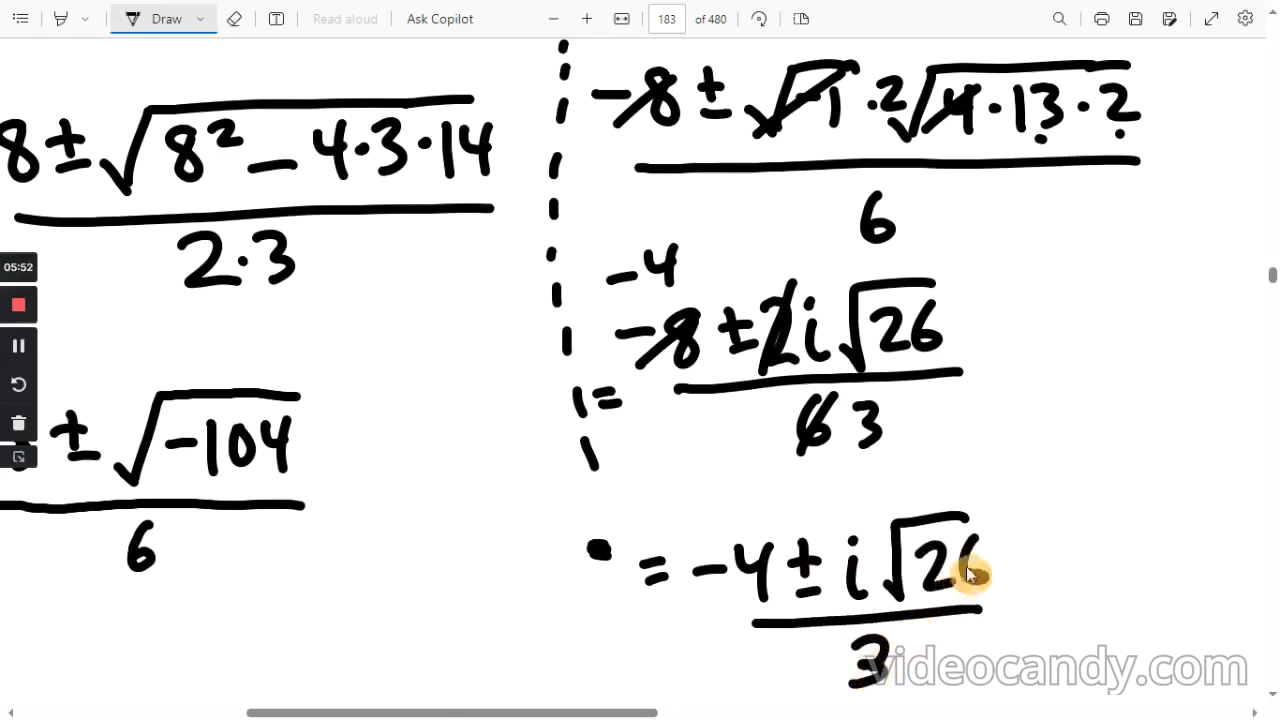 Draw
Read aloud
Ask Copilot
183
of 480
8 ± √8² - 4·3·14
2·3
05:52
± √-104
6
-8 ± √-1 · 2√4·13·2
6
-4
= -8 ± 2i√26
6 3
= -4 ± i√26
3
videocandy.com